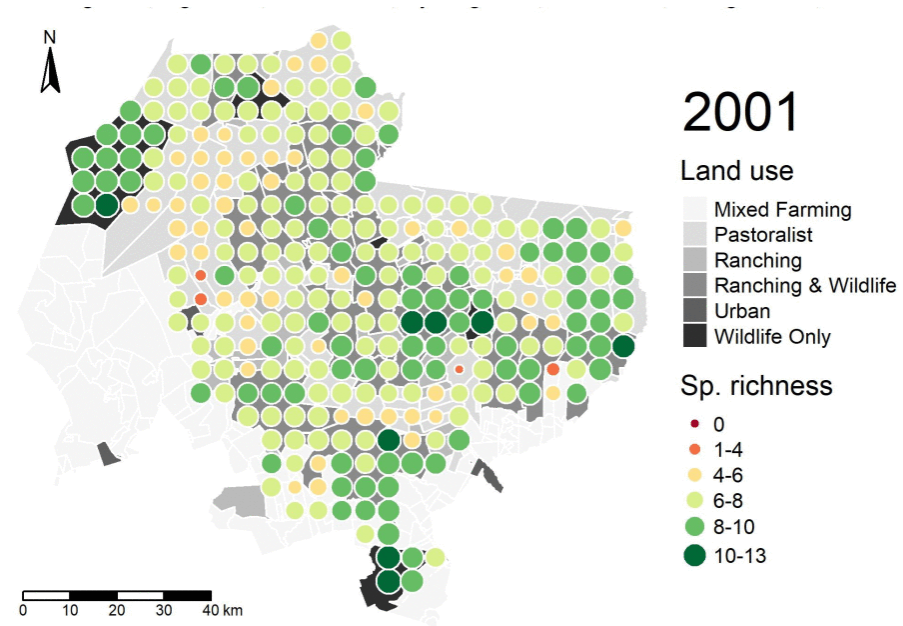 N
2001
Land use
Mixed Farming
Pastoralist
Ranching
Ranching & Wildlife
Urban
Wildlife Only
Sp. richness
0
1-4
4-6
6-8
8-10
10-13
0 10 20 30 40 km